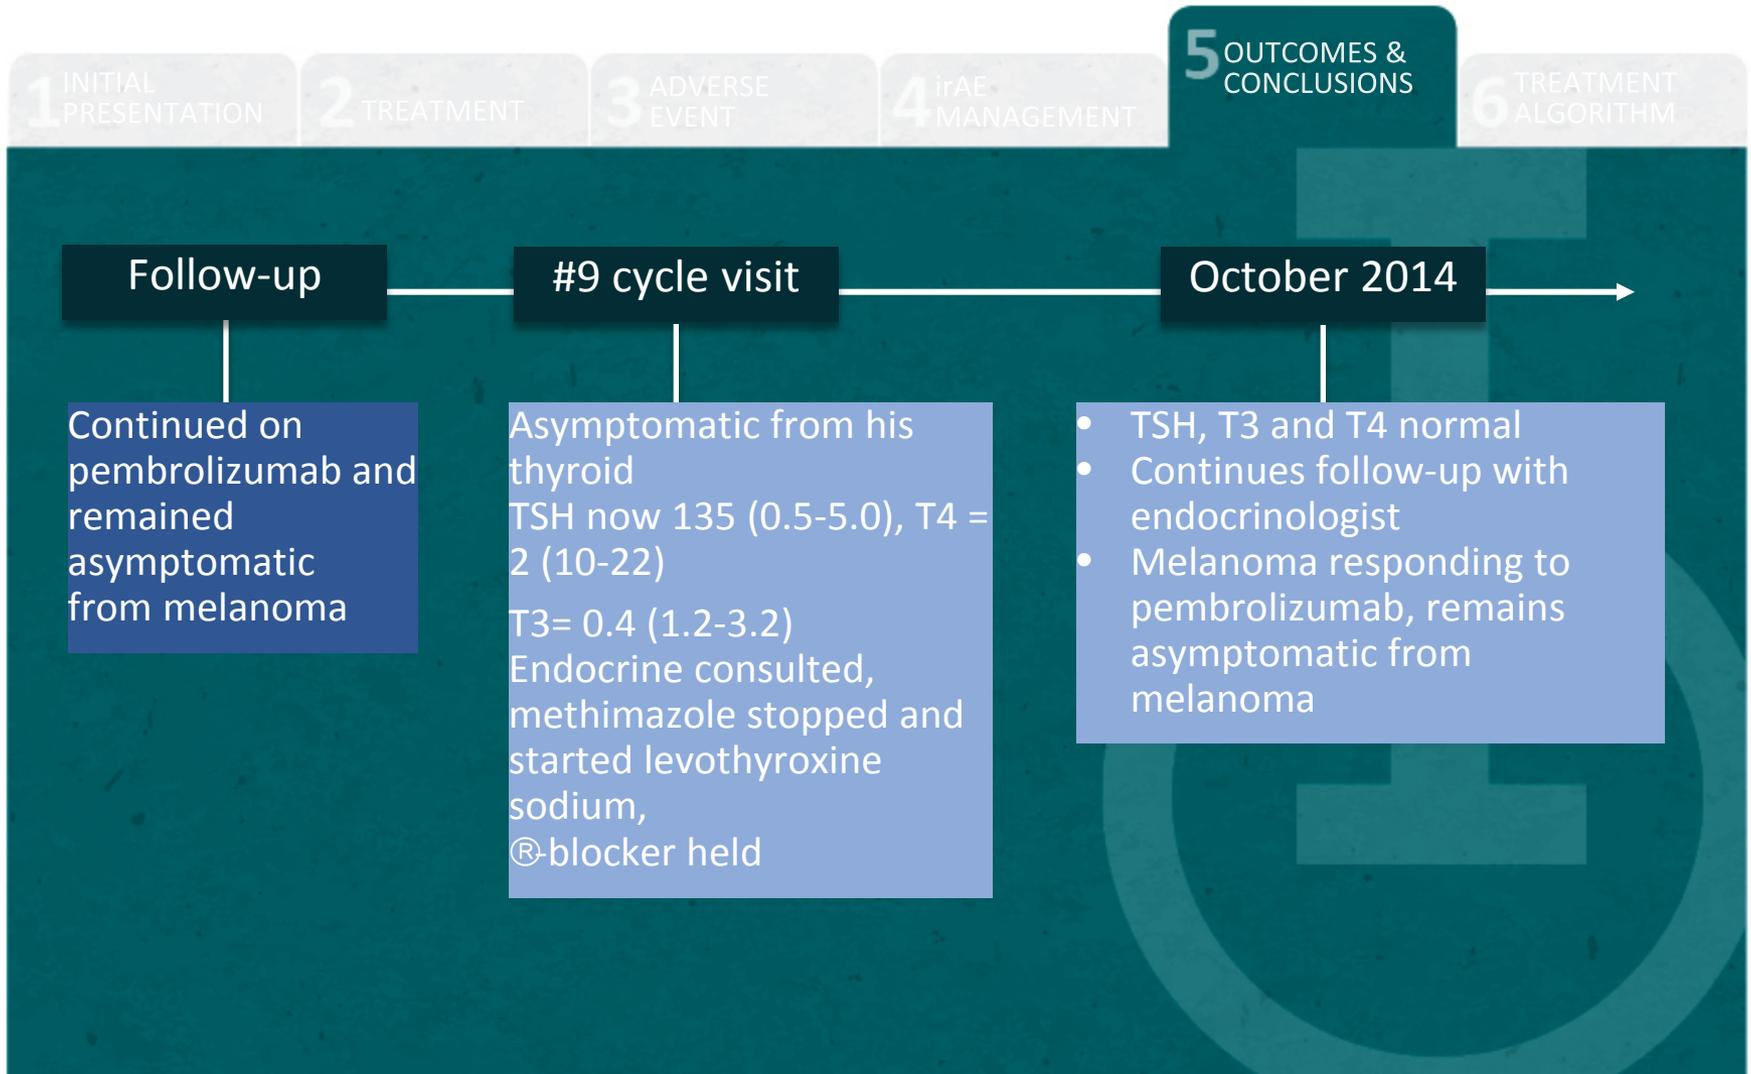 1 INITIAL
PRESENTATION
2 TREATMENT
3 ADVERSE
EVENT
4 irAE
MANAGEMENT
5 OUTCOMES &
CONCLUSIONS
6 TREATMENT
ALGORITHM
Follow-up
#9 cycle visit
October 2014
Continued on
pembrolizumab and
remained
asymptomatic
from melanoma
Asymptomatic from his
thyroid
TSH now 135 (0.5-5.0), T4 =
2 (10-22)
T3= 0.4 (1.2-3.2)
Endocrine consulted,
methimazole stopped and
started levothyroxine
sodium,
®-blocker held
• TSH, T3 and T4 normal
• Continues follow-up with
endocrinologist
• Melanoma responding to
pembrolizumab, remains
asymptomatic from
melanoma